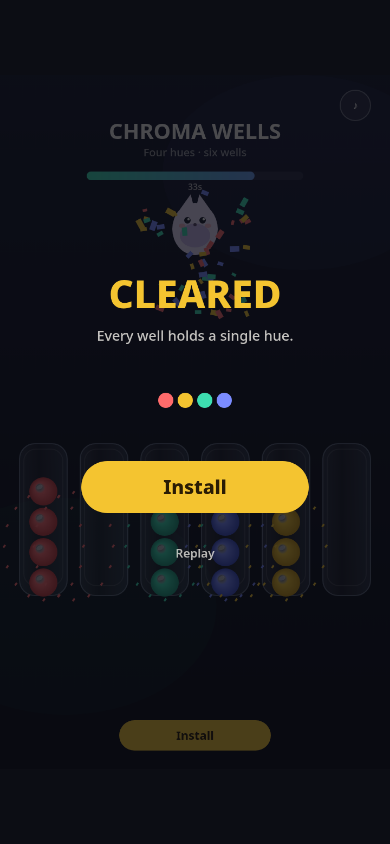 ♪
CHROMA WELLS
Four hues · six wells
33s
CLEARED
Every well holds a single hue.
Install
Replay
Install